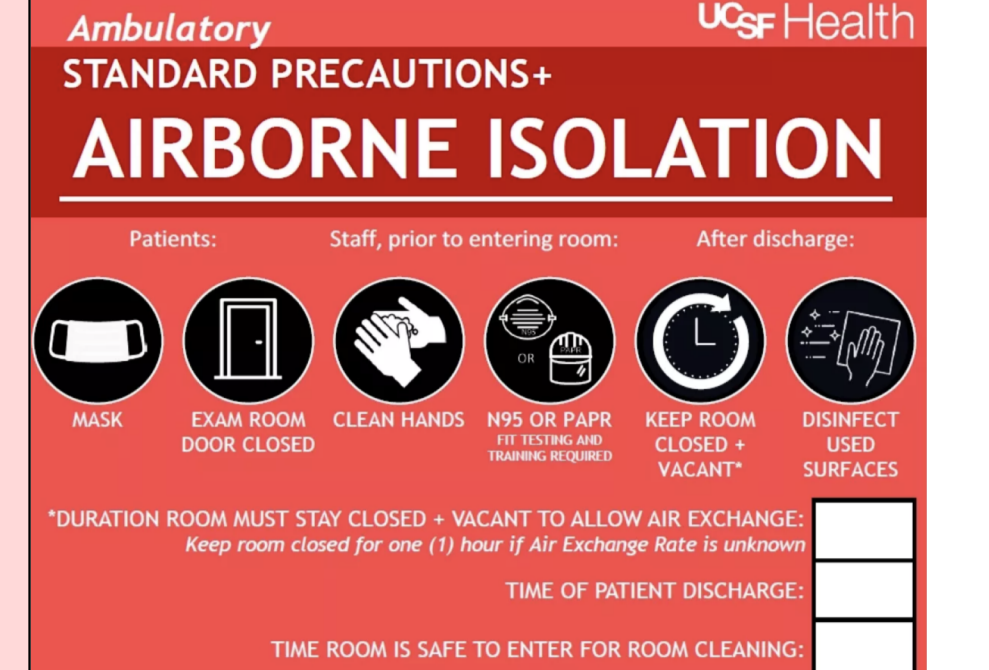 Ambulatory
UCSF Health
STANDARD PRECAUTIONS+
AIRBORNE ISOLATION
Patients:
Staff, prior to entering room:
After discharge:
N95
OR
PAPR
MASK
EXAM ROOM
DOOR CLOSED
CLEAN HANDS
N95 OR PAPR
FIT TESTING AND
TRAINING REQUIRED
KEEP ROOM
CLOSED +
VACANT*
DISINFECT
USED
SURFACES
*DURATION ROOM MUST STAY CLOSED + VACANT TO ALLOW AIR EXCHANGE:
Keep room closed for one (1) hour if Air Exchange Rate is unknown
TIME OF PATIENT DISCHARGE:
TIME ROOM IS SAFE TO ENTER FOR ROOM CLEANING: